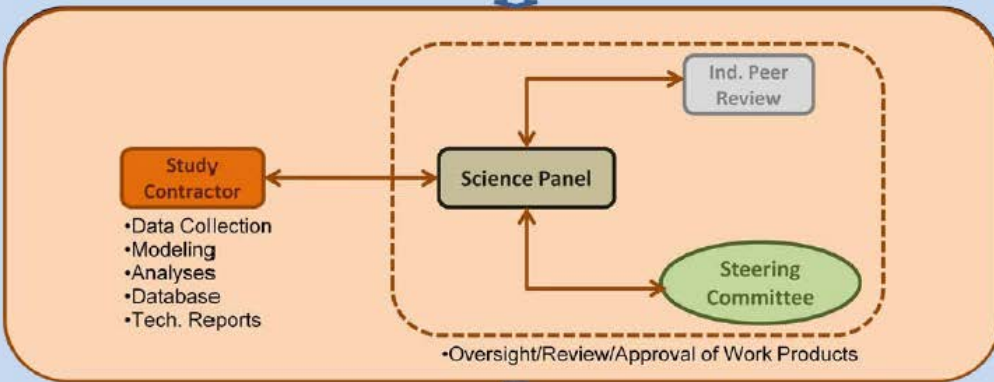 Ind. Peer
Review
Study
Contractor
Science Panel
•Data Collection
•Modeling
•Analyses
•Database
•Tech. Reports
Steering
Committee
•Oversight/Review/Approval of Work Products